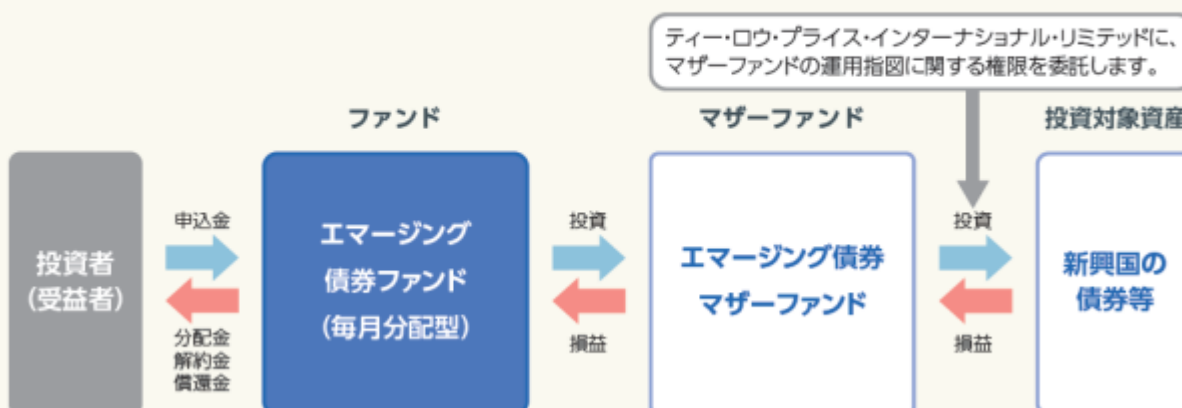 ティー・ロウ・プライス・インターナショナル・リミテッドに、
マザーファンドの運用指図に関する権限を委託します。
ファンド
マザーファンド
投資対象資産
投資者
(受益者)
申込金
分配金
解約金
償還金
エマージング
債券ファンド
(毎月分配型)
投資
損益
エマージング債券
マザーファンド
投資
損益
新興国の
債券等